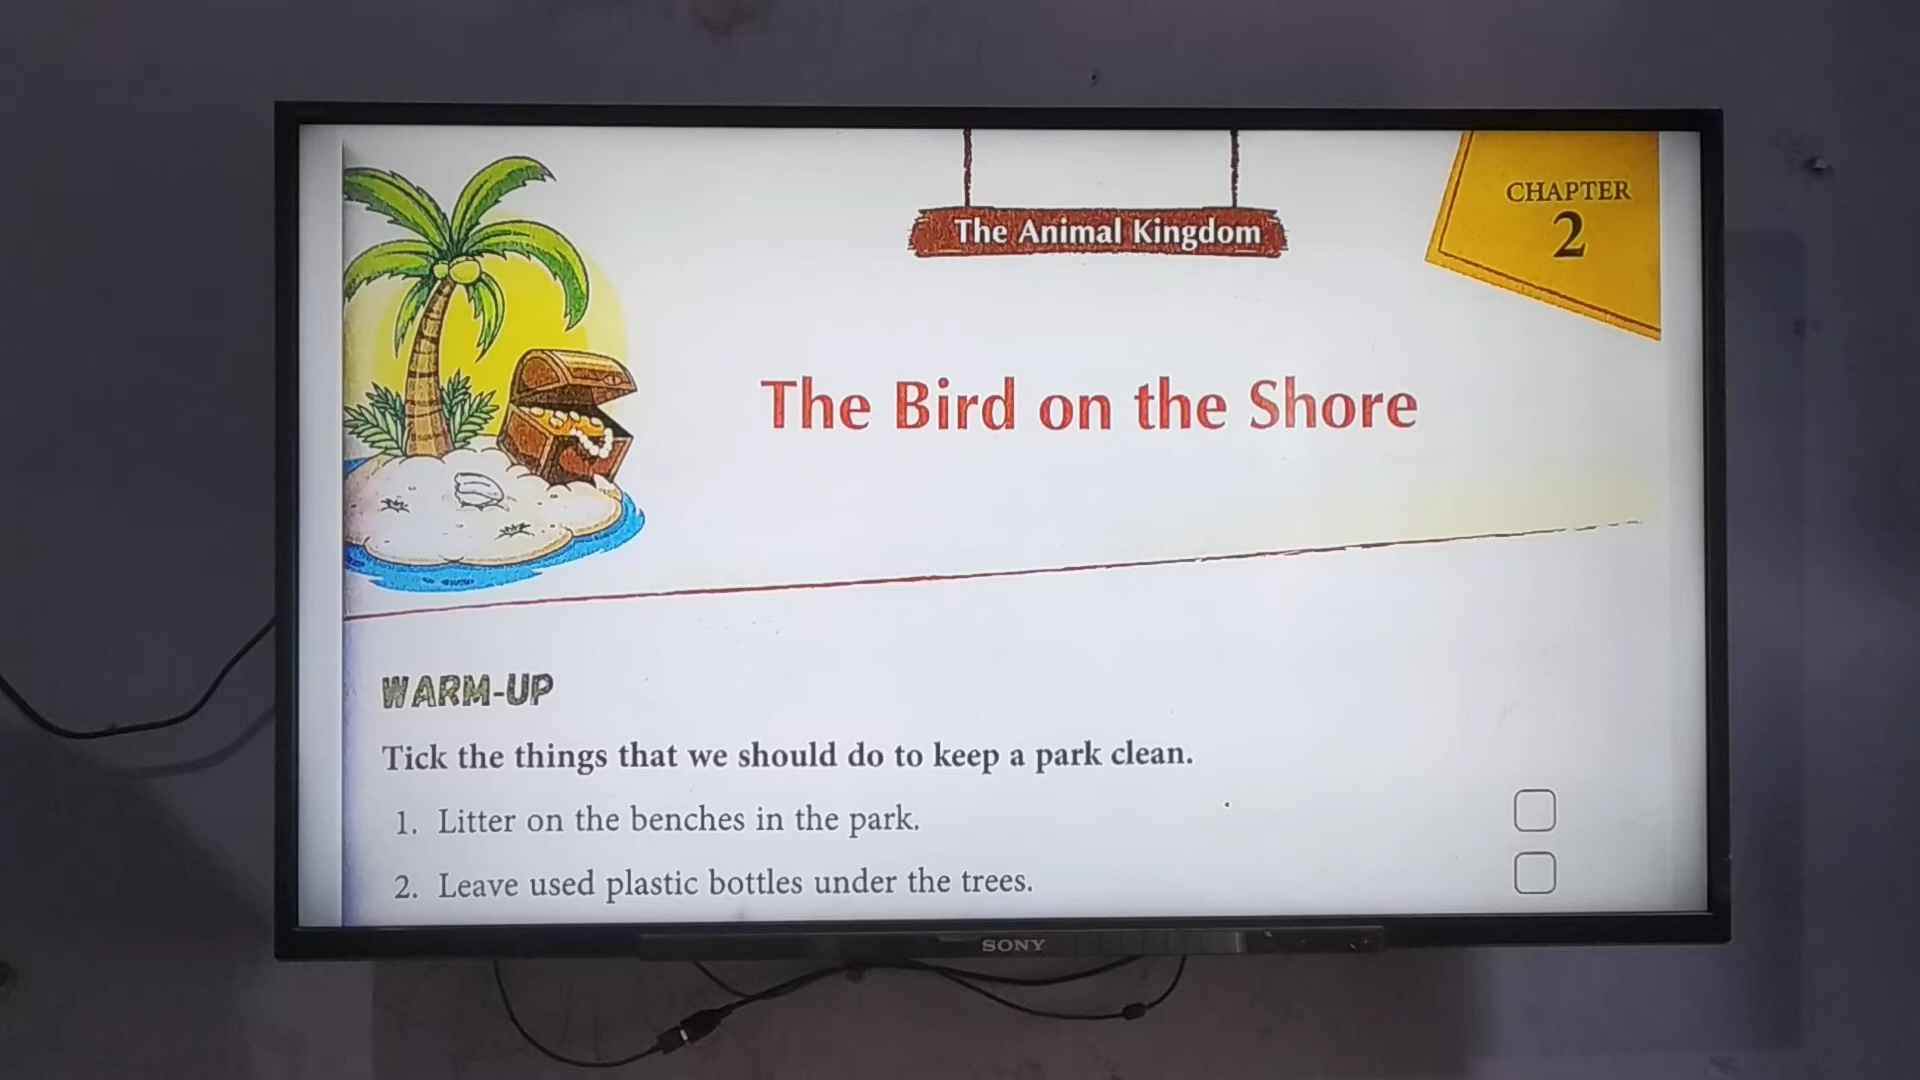 The Animal Kingdom
CHAPTER
2
The Bird on the Shore
WARM-UP
Tick the things that we should do to keep a park clean.
1. Litter on the benches in the park.
2. Leave used plastic bottles under the trees.
SONY